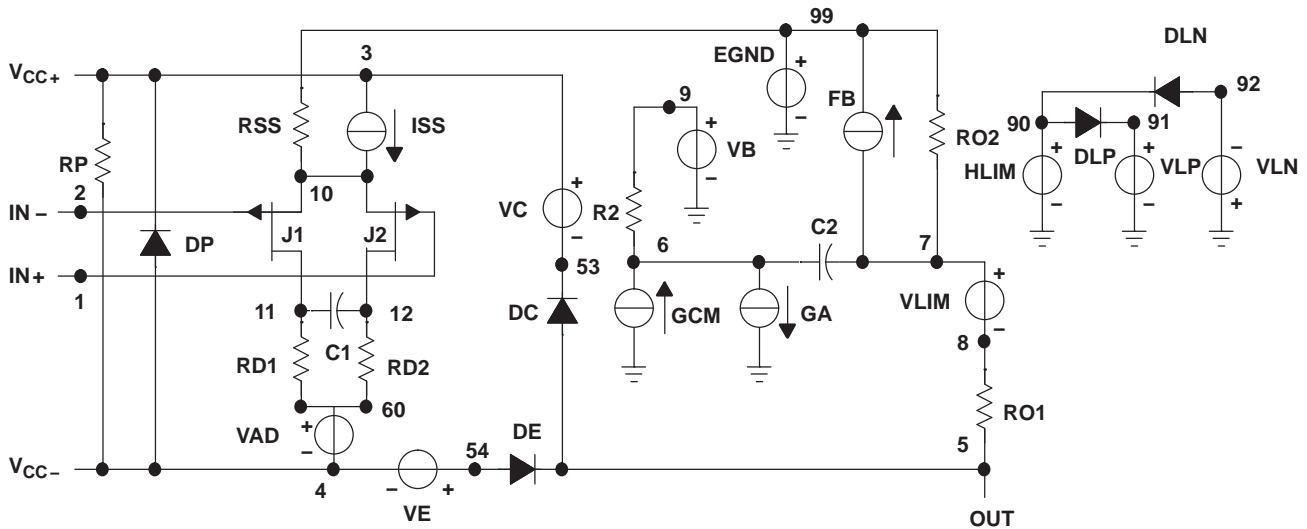 99
DLN
3
EGND
+
V CC+
92
9
FB
+
RSS
ISS
90
91
VB
RO2
RP
+
+
–
10
HLIM
DLP
VLP
VLN
2
–
–
+
IN –
VC
+
R2
C2
J1
J2
–
6
7
DP
IN+
53
+
1
VLIM
11
12
DC
GCM
GA
–
C1
8
RD1
RD2
60
RO1
+
VAD
DE
54
5
–
V CC–
4
–
+
VE
OUT